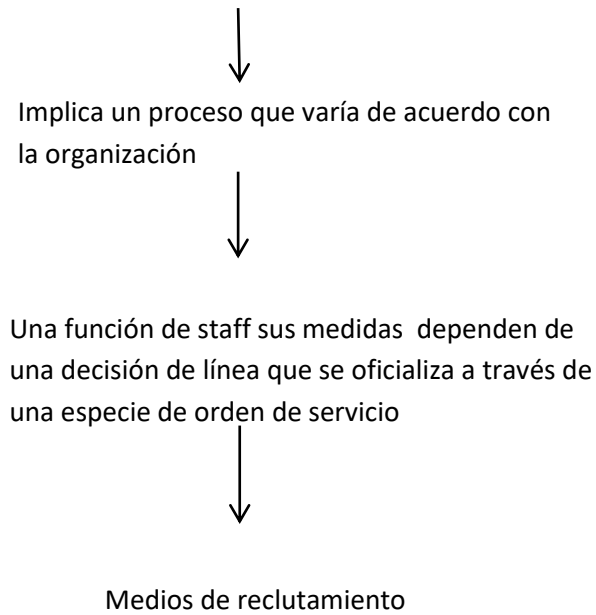 Implica un proceso que varía de acuerdo con
la organización
Una función de staff sus medidas dependen de
una decisión de línea que se oficializa a través de
una especie de orden de servicio
Medios de reclutamiento